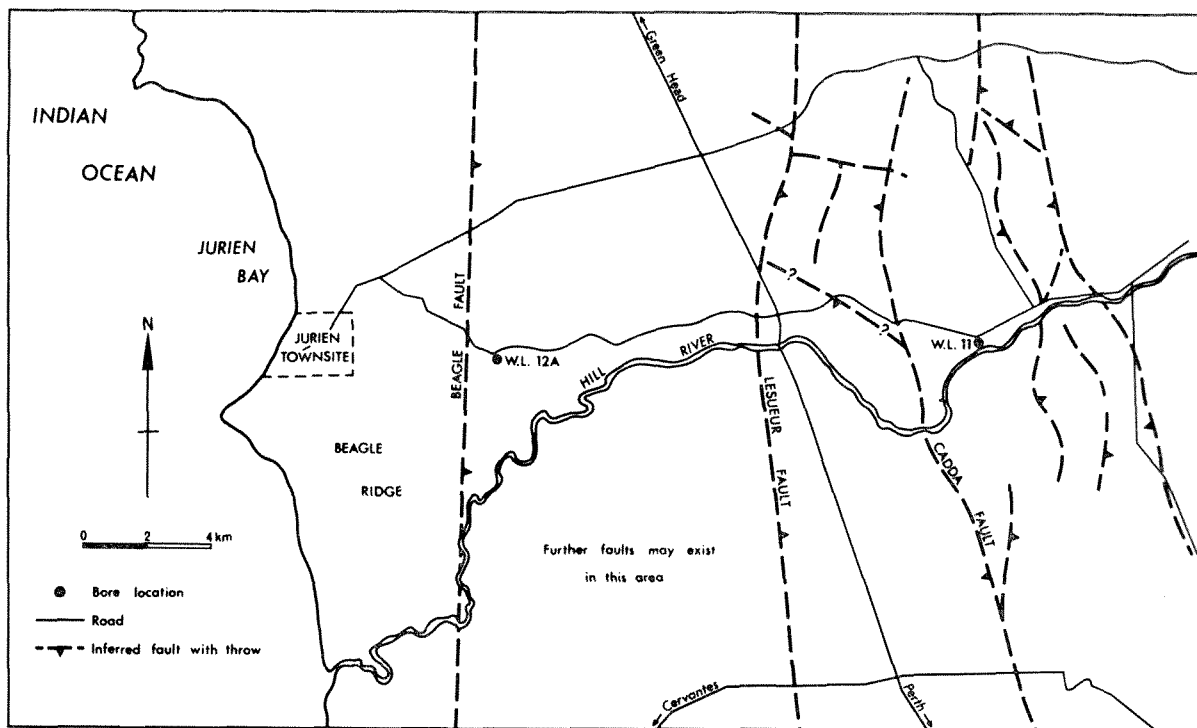 Green Head
INDIAN
OCEAN
JURIEN
BAY
FAULT
BEAGLE
?
?
JURIEN
TOWNSITE
W.L. 12A
HILL
RIVER
W.L. 11
N
LESUEUR
FAULT
CADDA
FAULT
BEAGLE
RIDGE
0 2 4 km
Further faults may exist
in this area
Bore location
Road
Inferred fault with throw
Cervantes
Perth